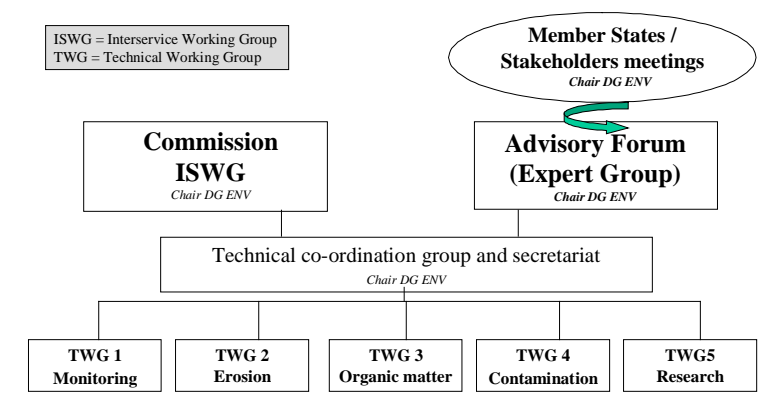 ISWG = Interservice Working Group
TWG = Technical Working Group
Member States /
Stakeholders meetings
Chair DG ENV
Commission
ISWG
Chair DG ENV
Advisory Forum
(Expert Group)
Chair DG ENV
Technical co-ordination group and secretariat
Chair DG ENV
TWG 1
Monitoring
TWG 2
Erosion
TWG 3
Organic matter
TWG 4
Contamination
TWG5
Research